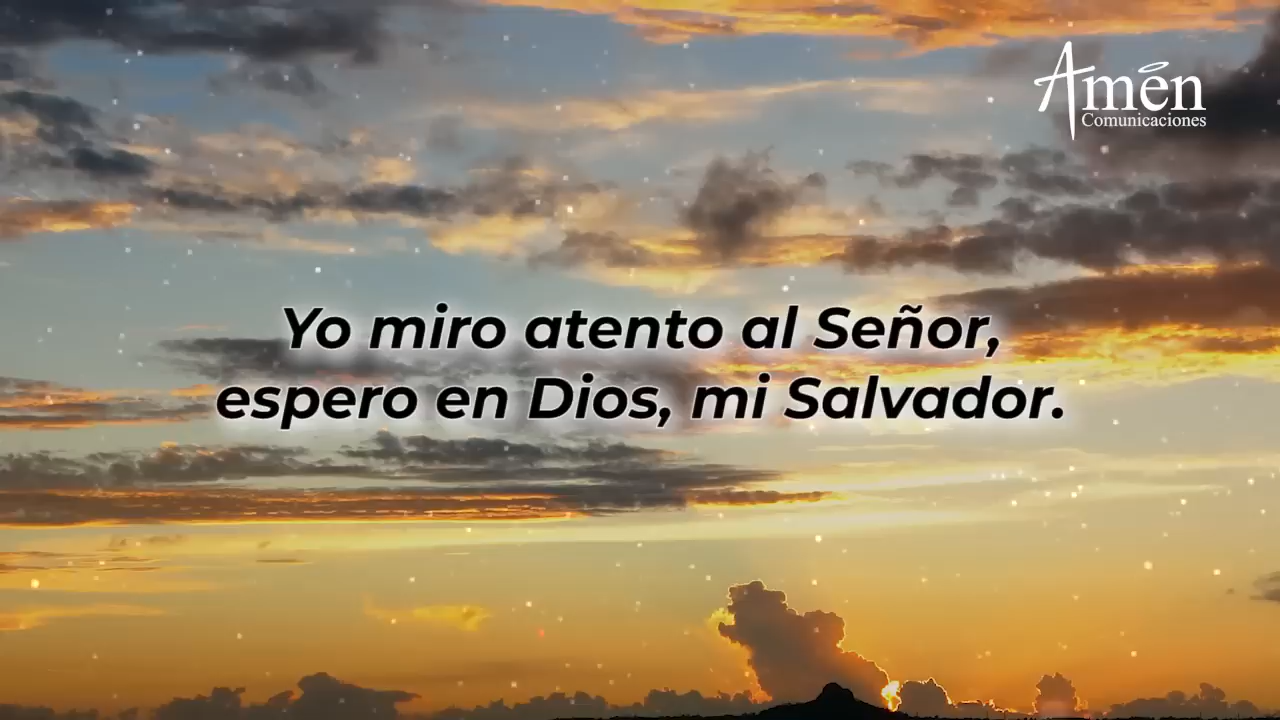 Amén
Comunicaciones
Yo miro atento al Señor,
espero en Dios, mi Salvador.